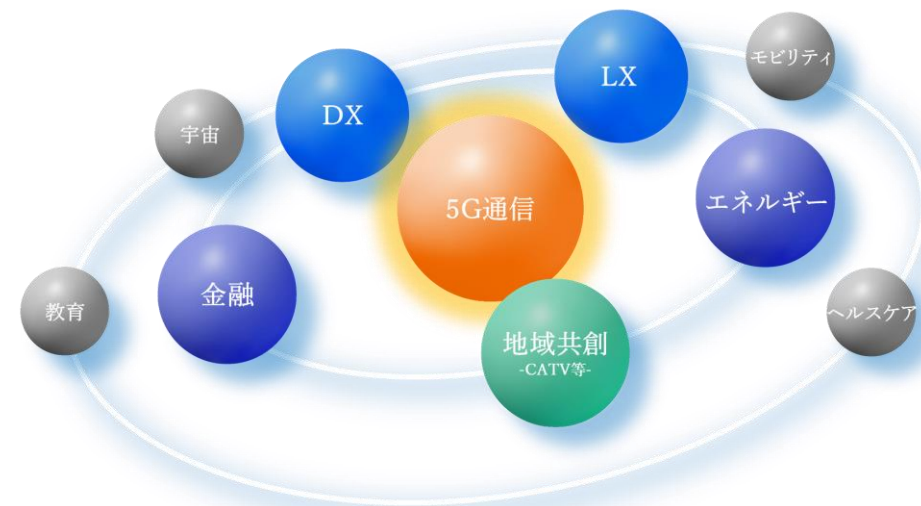 モビリティ
LX
DX
宇宙
エネルギー
5G通信
金融
教育
ヘルスケア
地域共創
-CATV等-